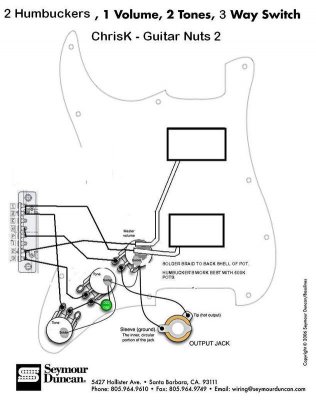 2 Humbuckers , 1 Volume, 2 Tones, 3 Way Switch
ChrisK - Guitar Nuts 2
Master
volume
SOLDER BRAID TO BACK SHELL OF POT.
HUMBUCKERS WORK BEST WITH 500K
POTS.
Tone
Tone
Tip (hot output)
Sleeve (ground).
The inner, circular
portion of the jack
OUTPUT JACK
Copyright © 2006 Seymour Duncan/Basslines
Seymour
Duncan®
5427 Hollister Ave. • Santa Barbara, CA. 93111
Phone: 805.964.9610 • Fax: 805.964.9749 • Email: wiring@seymourduncan.com